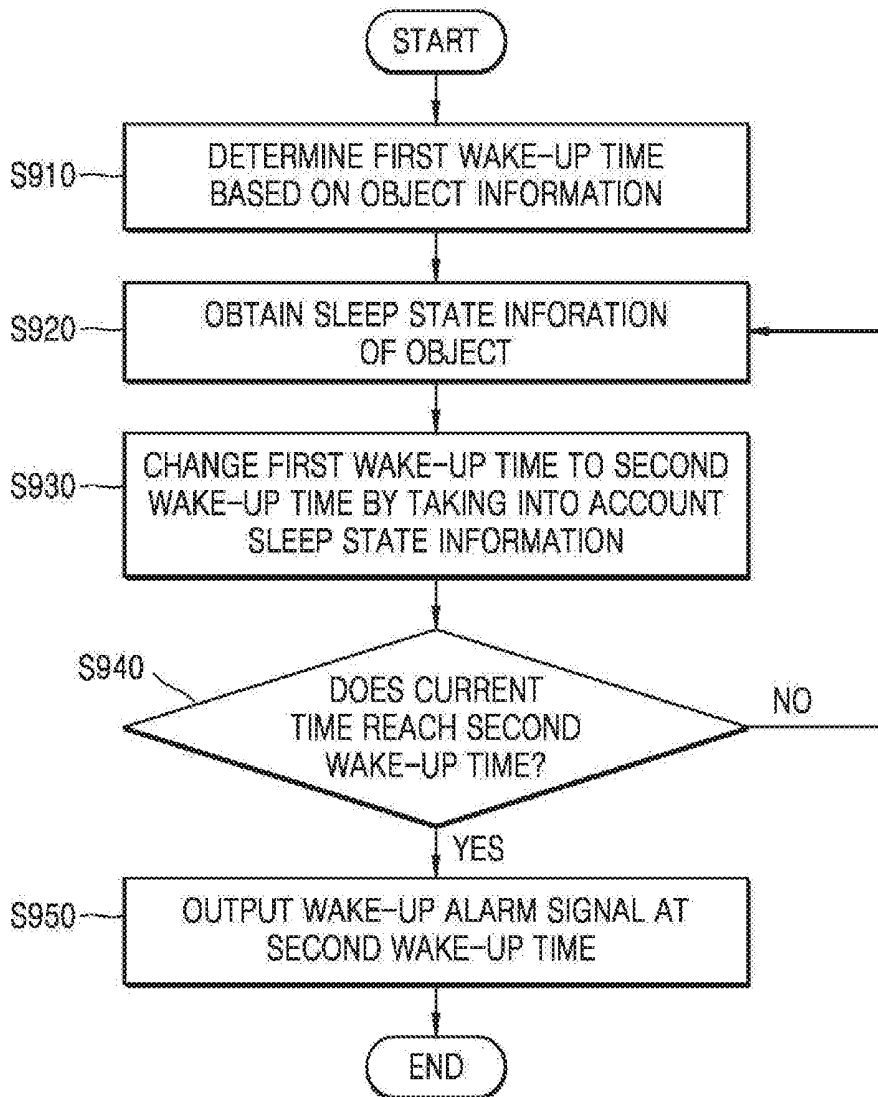 START
S910
DETERMINE FIRST WAKE-UP TIME
BASED ON OBJECT INFORMATION
S920
OBTAIN SLEEP STATE INFORATION
OF OBJECT
S930
CHANGE FIRST WAKE-UP TIME TO SECOND
WAKE-UP TIME BY TAKING INTO ACCOUNT
SLEEP STATE INFORMATION
S940
DOES CURRENT
TIME REACH SECOND
WAKE-UP TIME?
NO
YES
S950
OUTPUT WAKE-UP ALARM SIGNAL AT
SECOND WAKE-UP TIME
END